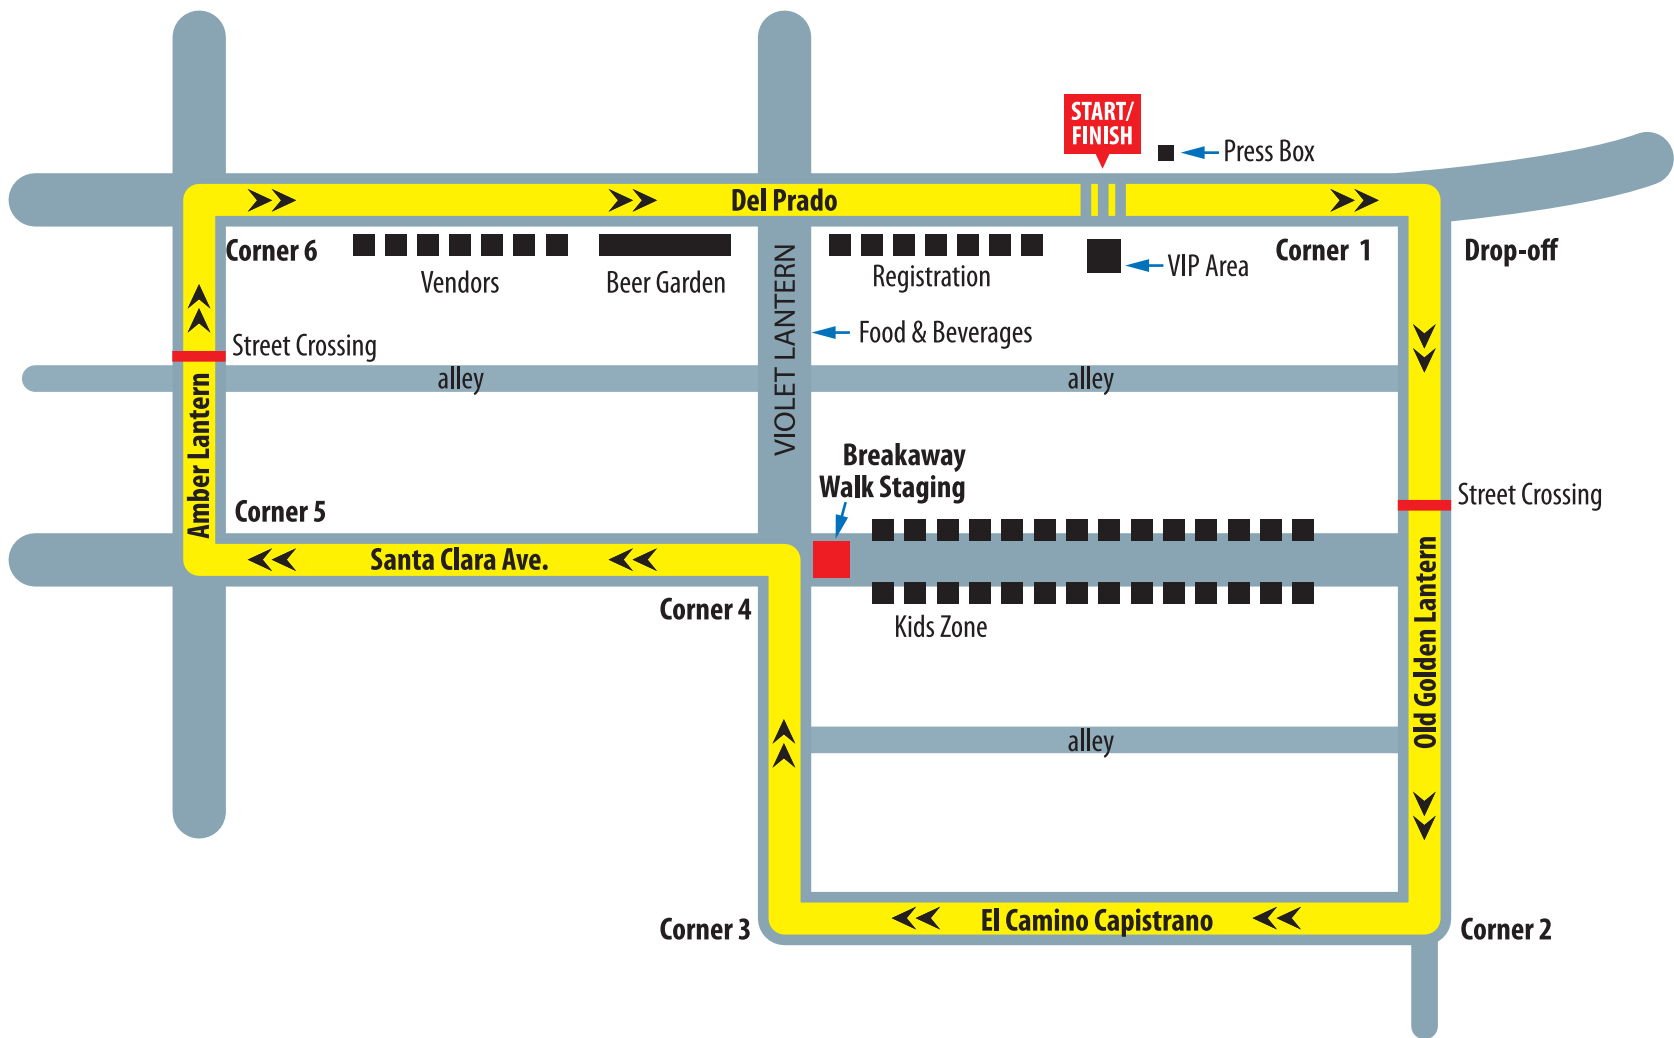 START/
FINISH
Press Box
Del Prado
Corner 6
Vendors
Beer Garden
VIOLET LANTERN
Registration
VIP Area
Corner 1
Drop-off
Food & Beverages
Street Crossing
alley
alley
Amber Lantern
Breakaway
Walk Staging
Street Crossing
Corner 5
Santa Clara Ave.
Corner 4
Kids Zone
Old Golden Lantern
alley
Corner 3
El Camino Capistrano
Corner 2